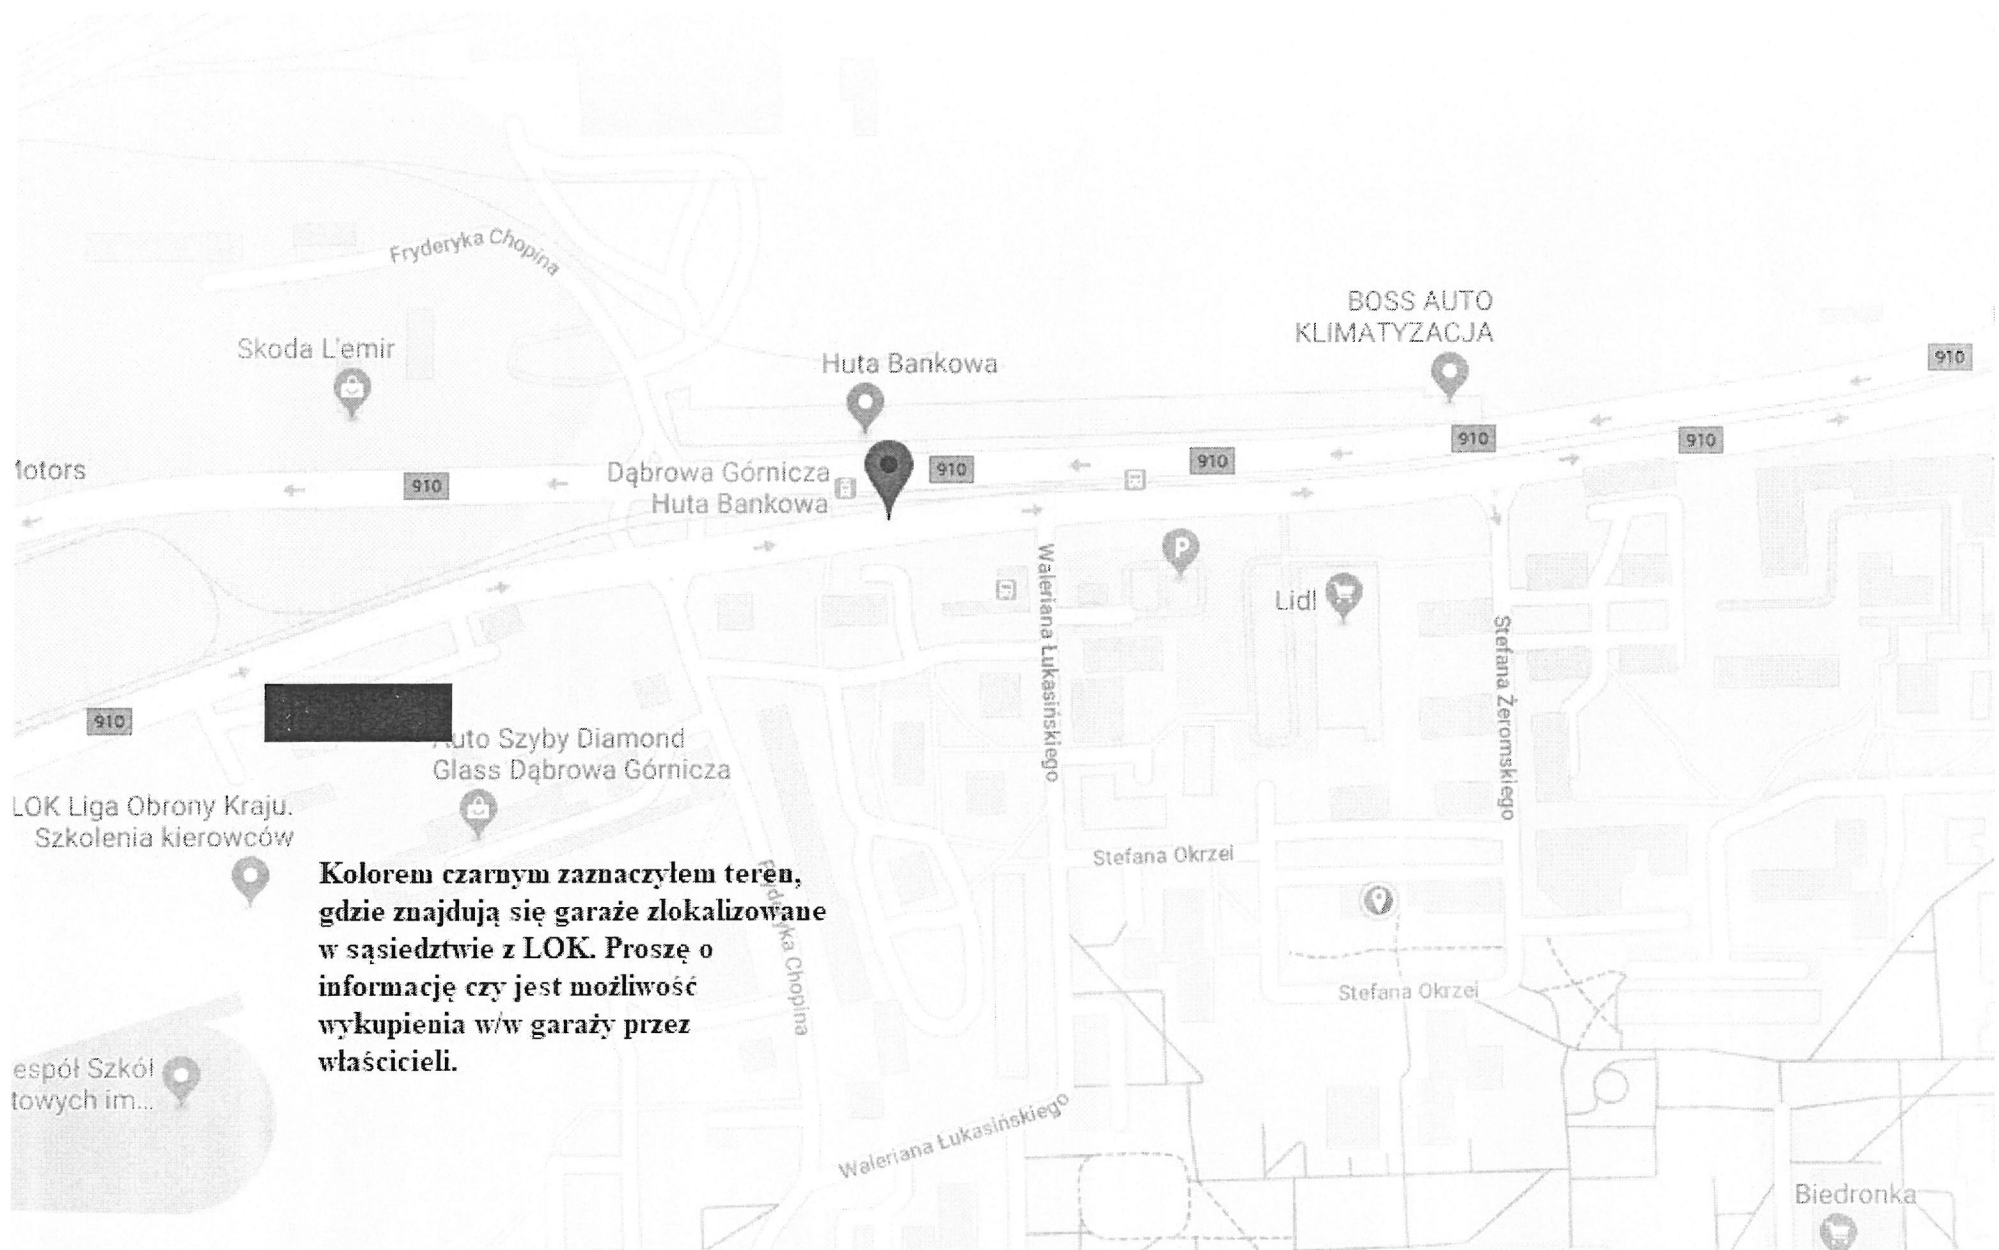 Fryderyka Chopina
BOSS AUTO
KLIMATYZACJA
Skoda L'emir
Huta Bankowa
910
910
910
Motors
910
Dąbrowa Górnicza
Huta Bankowa
910
910
910
P
Lidl
Waleriana Łukasińskiego
Stefana Żeromskiego
910
Auto Szyby Diamond
Glass Dąbrowa Górnicza
LOK Liga Obrony Kraju.
Szkolenia kierowców
Stefana Okrzei
Kolorem czarnym zaznaczyłem teren,
gdzie znajdują się garaże zlokalizowane
w sąsiedztwie z LOK. Proszę o
informację czy jest możliwość
wykupienia w/w garaży przez
właścicieli.
Fryderyka Chopina
Stefana Okrzei
espół Szkół
towych im...
Waleriana Łukasińskiego
Biedronka